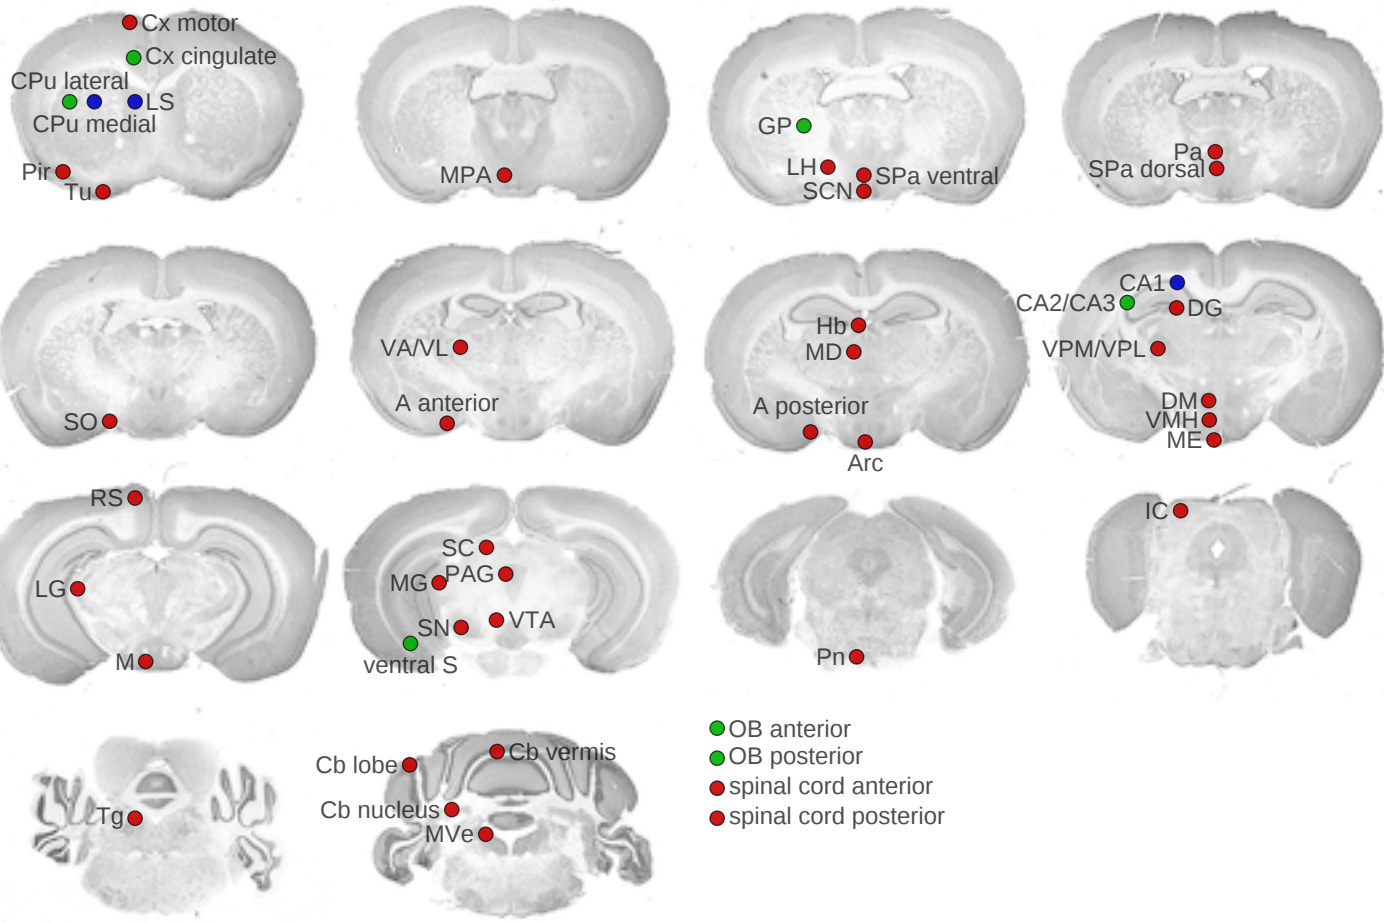 Cx motor
Cx cingulate
CPu lateral
LS
CPu medial
Pir
Tu
MPA
GP
LH
SPa ventral
SCN
Pa
SPa dorsal
SO
VA/VL
A anterior
Hb
MD
A posterior
Arc
CA1
CA2/CA3
DG
VPM/VPL
DM
VMH
ME
RS
LG
M
SC
MG
PAG
SN
VTA
ventral S
Pn
IC
Tg
Cb lobe
Cb vermis
Cb nucleus
MVe
OB anterior
OB posterior
spinal cord anterior
spinal cord posterior